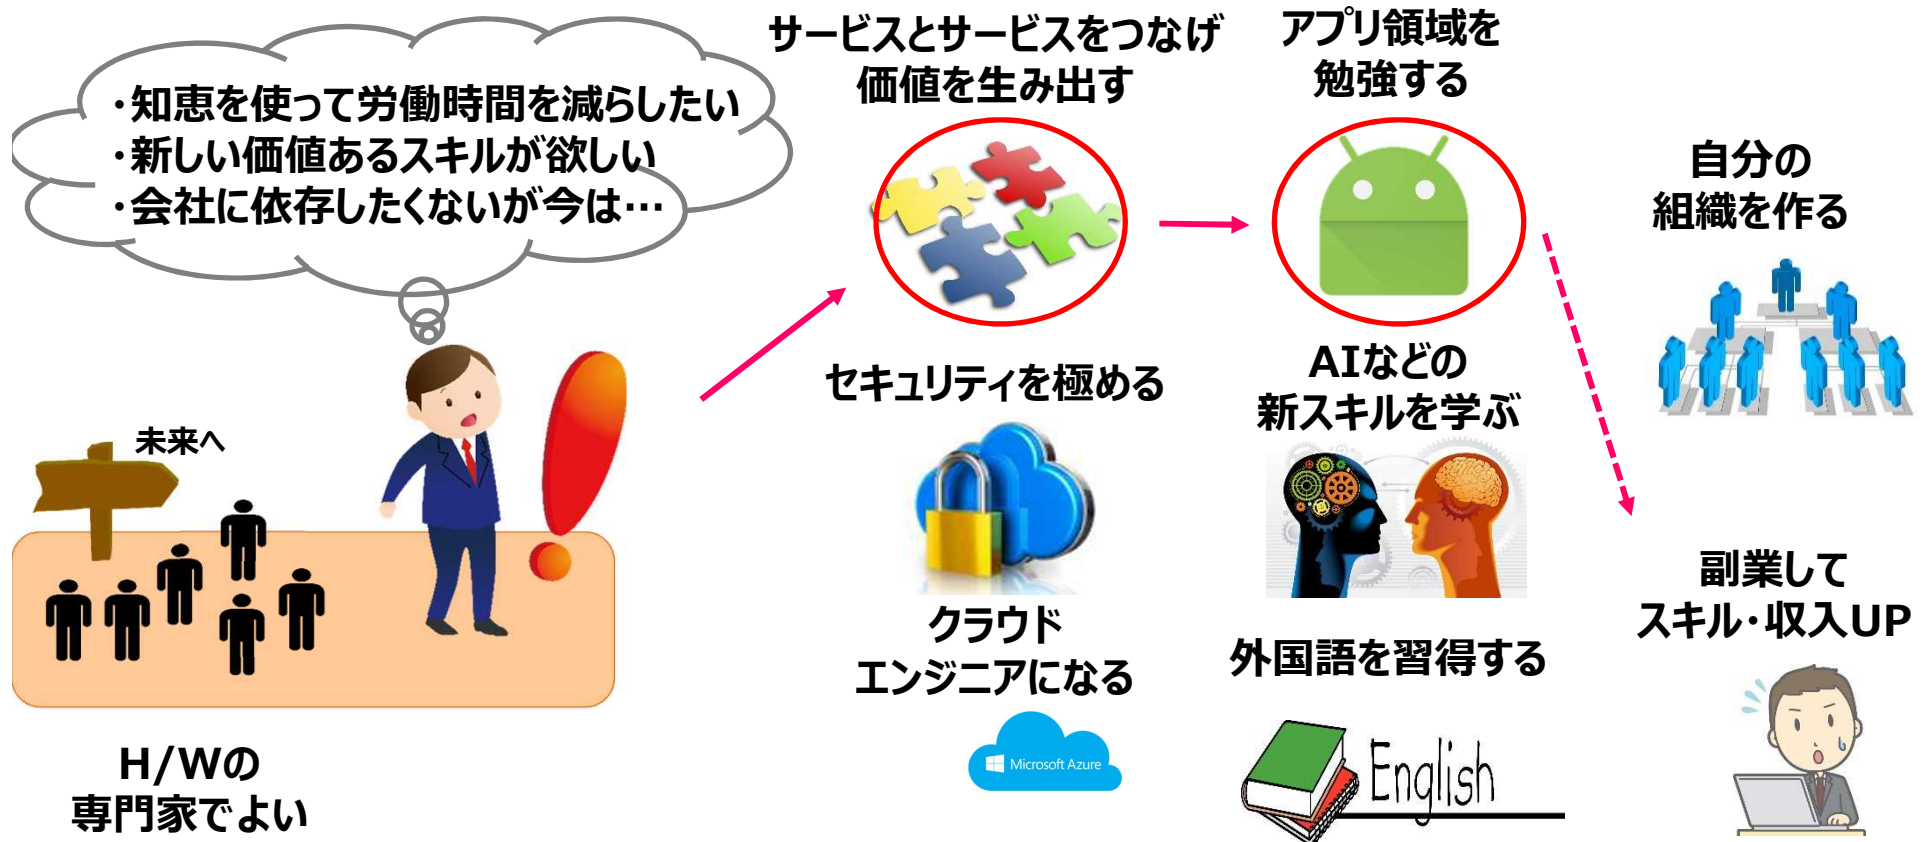 ・知恵を使って労働時間を減らしたい
・新しい価値あるスキルが欲しい
・会社に依存したくないが今は…
未来へ
H/Wの
専門家でよい
サービスとサービスをつなげ
価値を生み出す
セキュリティを極める
クラウド
エンジニアになる
Microsoft Azure
アプリ領域を
勉強する
AIなどの
新スキルを学ぶ
外国語を習得する
English
自分の
組織を作る
副業して
スキル・収入UP